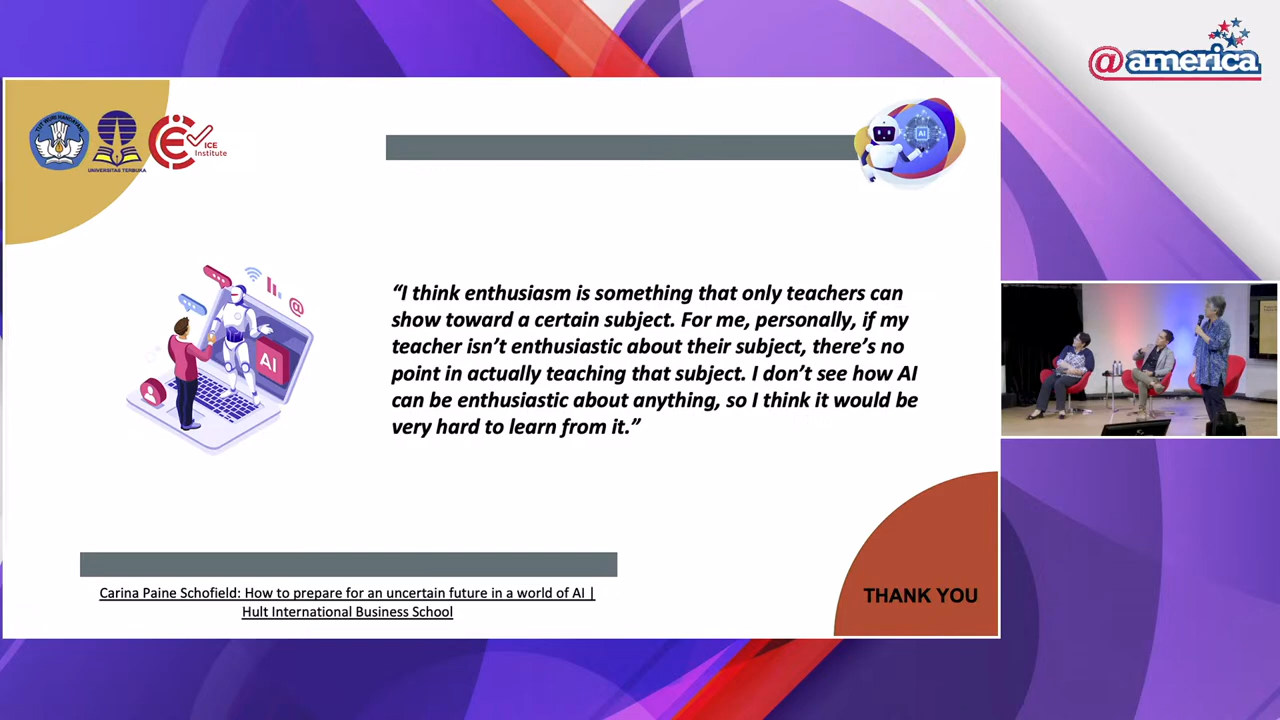 @america
TUT WURI HANDAYANI
UNIVERSITAS TERBUKA
ICE
Institute
AI
“I think enthusiasm is something that only teachers can
show toward a certain subject. For me, personally, if my
teacher isn’t enthusiastic about their subject, there’s no
point in actually teaching that subject. I don’t see how AI
can be enthusiastic about anything, so I think it would be
very hard to learn from it.”
@
AI
Carina Paine Schofield: How to prepare for an uncertain future in a world of AI |
Hult International Business School
THANK YOU